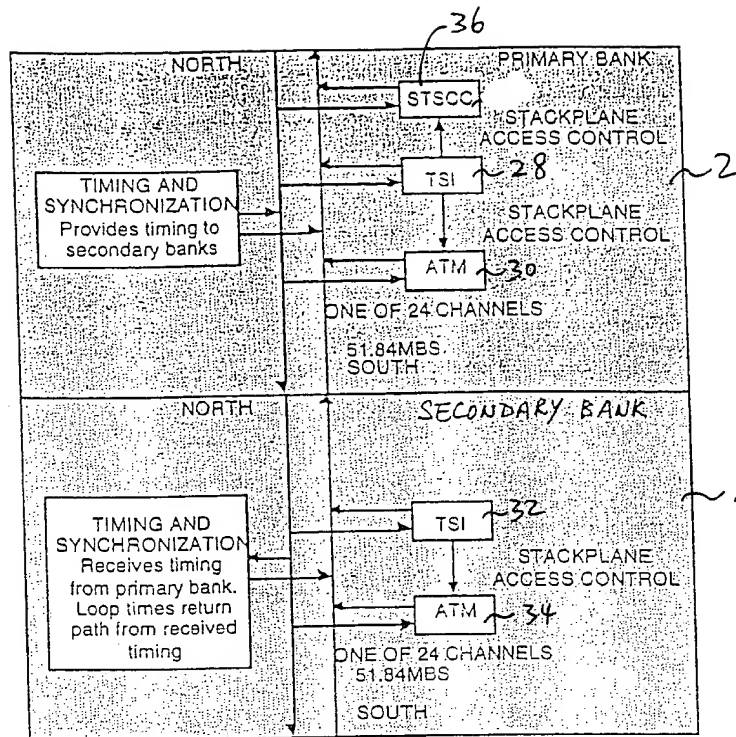 36
NORTH
PRIMARY BANK
STSCC
STACKPLANE
ACCESS CONTROL
TSI
28
2
TIMING AND
SYNCHRONIZATION
Provides timing to
secondary banks
STACKPLANE
ACCESS CONTROL
ATM
30
ONE OF 24 CHANNELS
51.84MBS
SOUTH
NORTH
SECONDARY BANK
TSI
32
TIMING AND
SYNCHRONIZATION
Receives timing
from primary bank.
Loop times return
path from received
timing
STACKPLANE
ACCESS CONTROL
ATM
34
ONE OF 24 CHANNELS
51.84MBS
SOUTH